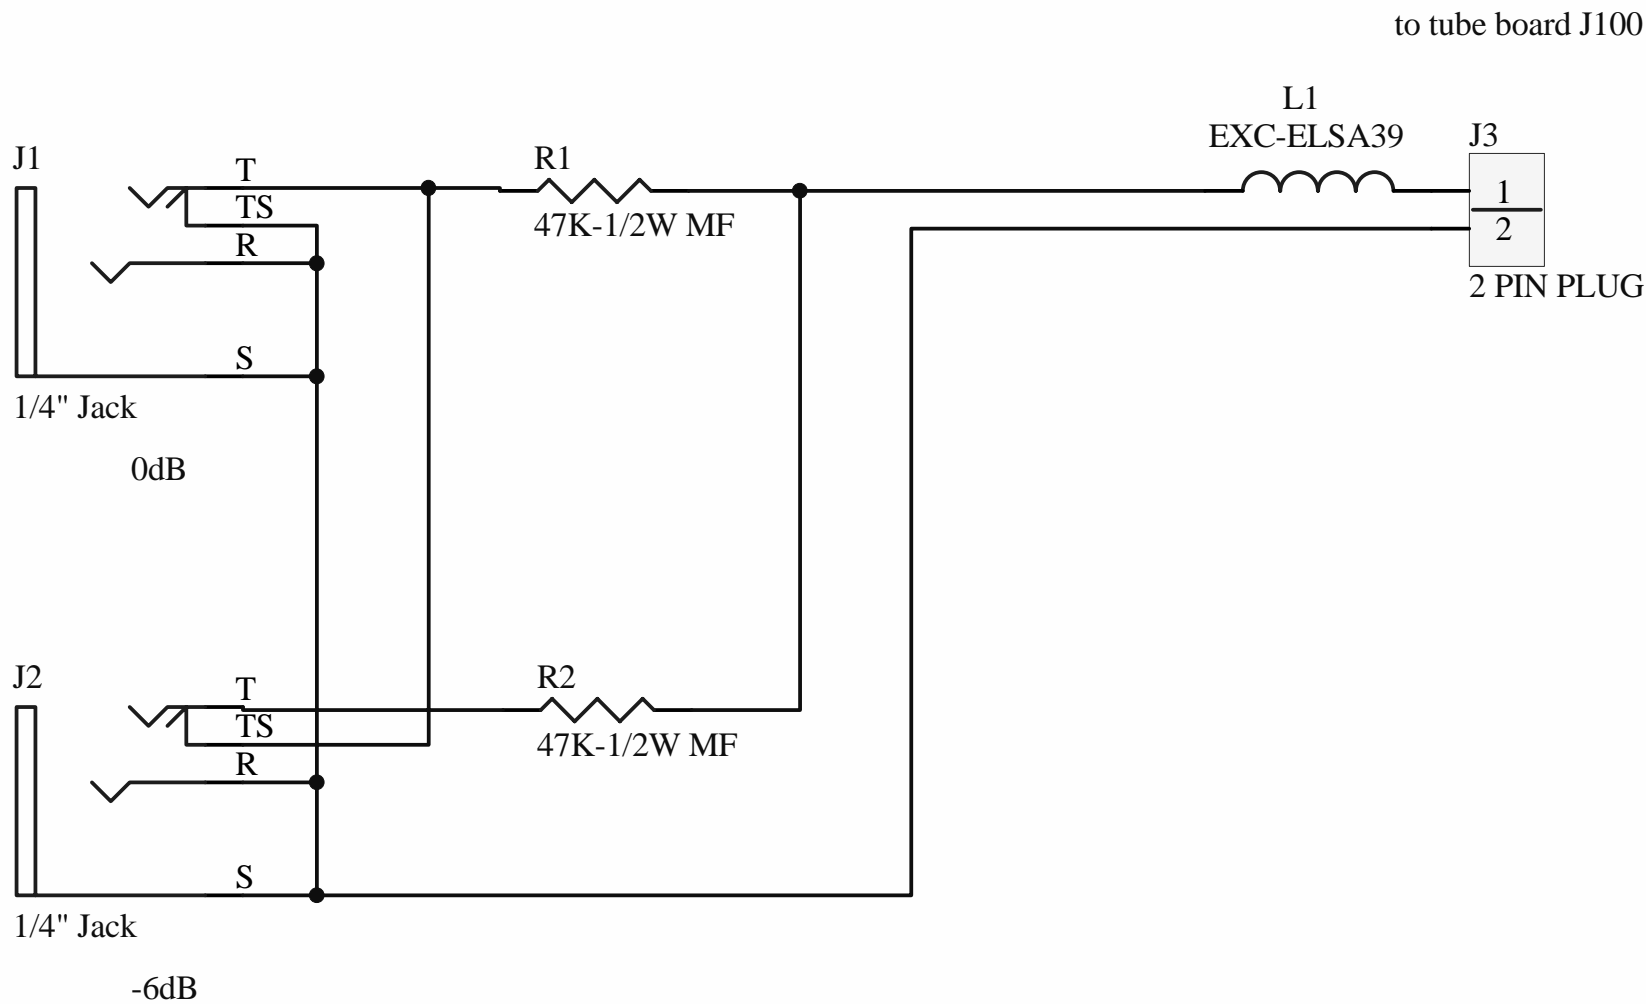 to tube board J100
L1
EXC-ELSA39
J3
J1
T
R1
TS
1
47K-1/2W MF
2
R
2 PIN PLUG
S
1/4" Jack
0dB
J2
T
R2
TS
47K-1/2W MF
R
S
1/4" Jack
-6dB